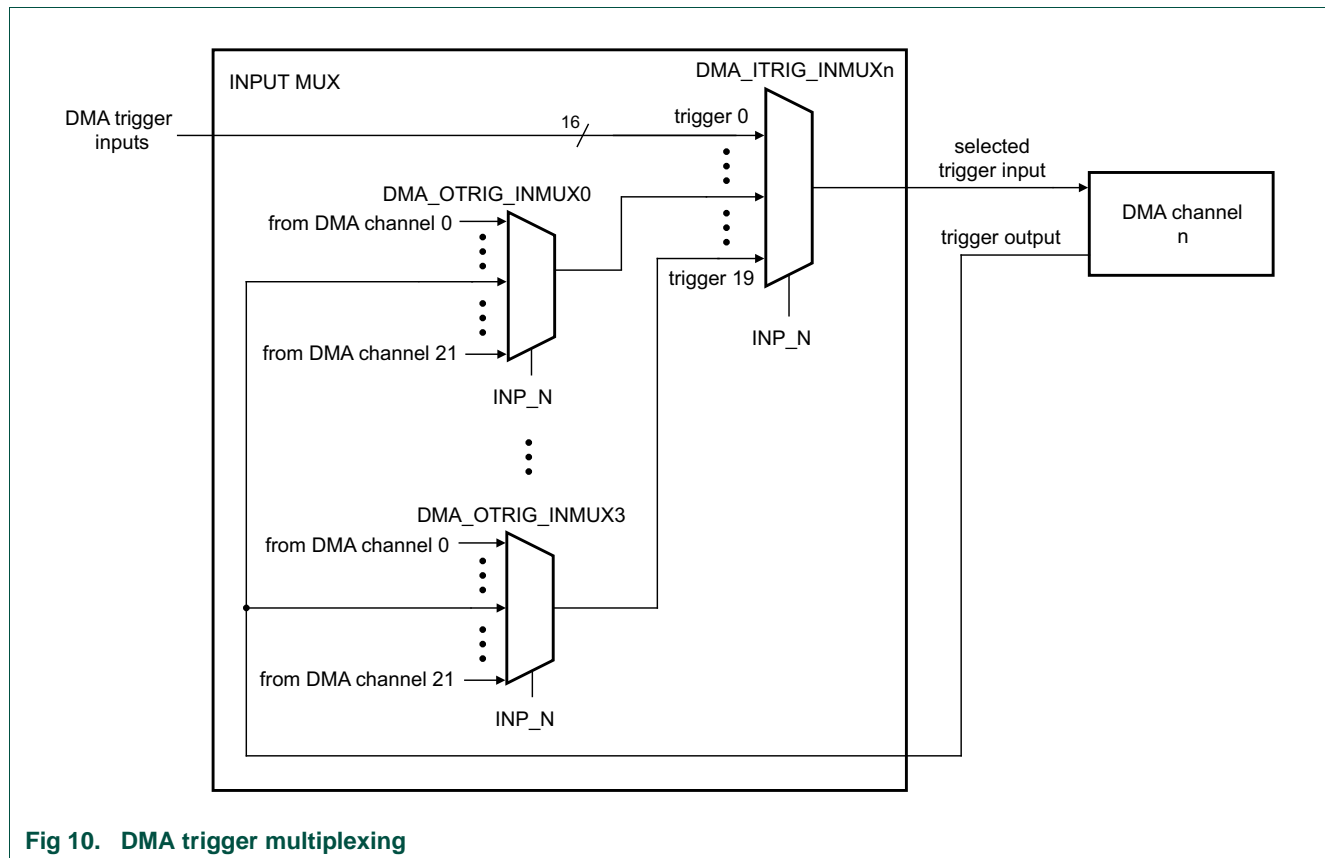 INPUT MUX
DMA_ITRIG_INMUXn
DMA trigger
inputs
16
trigger 0
selected
trigger input
DMA_OTRIG_INMUX0
from DMA channel 0
DMA channel
n
trigger output
trigger 19
INP_N
from DMA channel 21
INP_N
DMA_OTRIG_INMUX3
from DMA channel 0
from DMA channel 21
INP_N
Fig 10. DMA trigger multiplexing